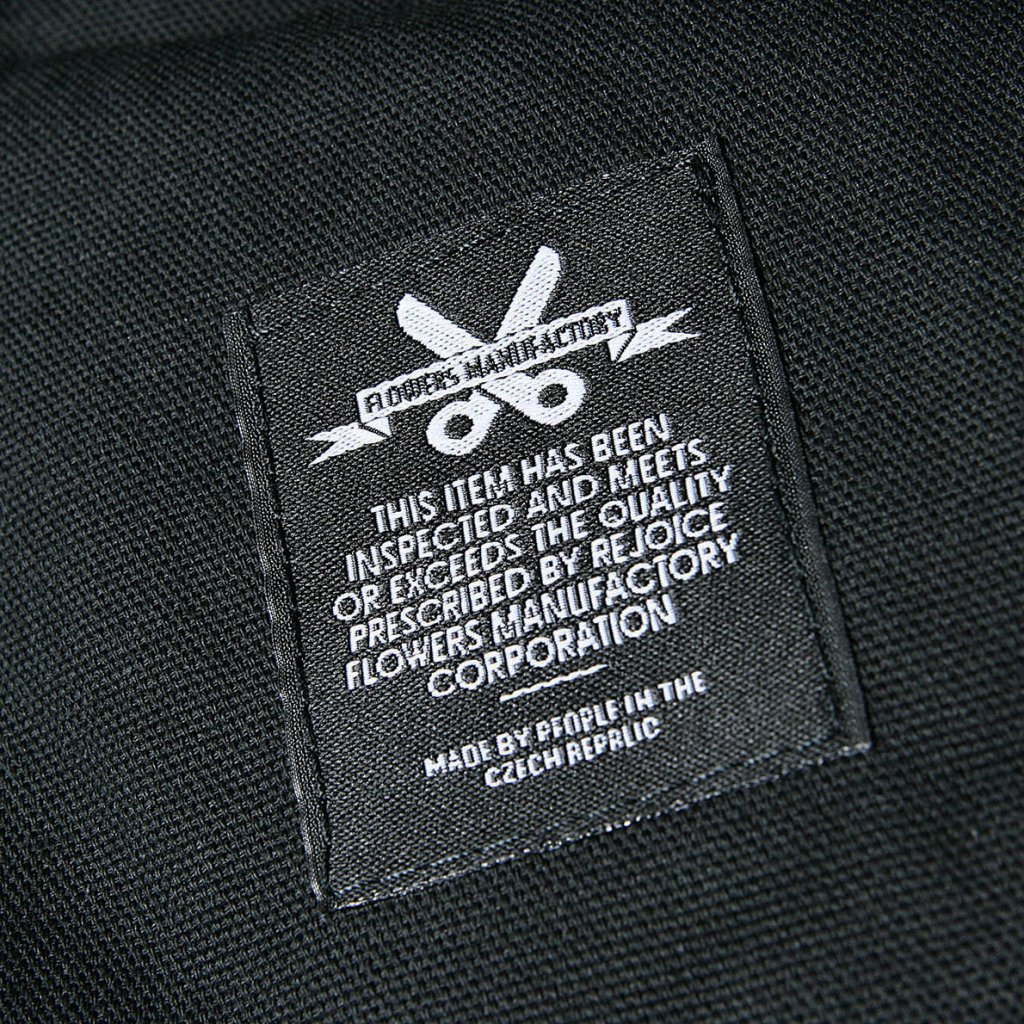 FLOWERS MANUFACTORY
THIS ITEM HAS BEEN
INSPECTED AND MEETS
OR EXCEEDS THE QUALITY
PRESCRIBED BY REJOICE
FLOWERS MANUFACTORY
CORPORATION
MADE BY PEOPLE IN THE
CZECH REPRLIC